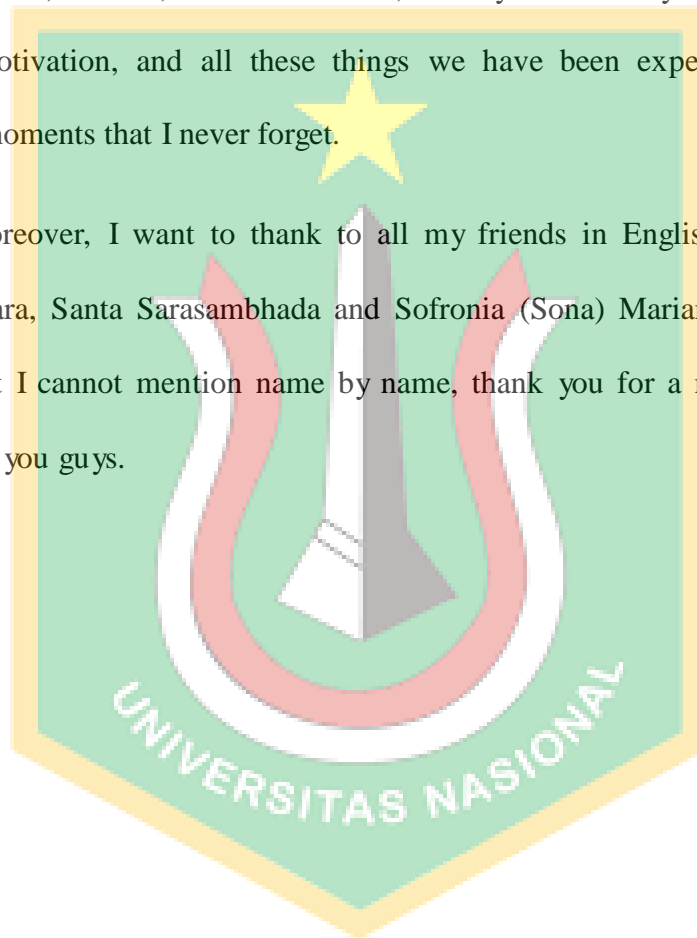 otivation, and all these things we have been expe
oments that I never forget.
oreover, I want to thank to all my friends in Englis
ara, Santa Sarasambhada and Sofronia (Sona) Maria
t I cannot mention name by name, thank you for a
you guys.
UNIVERSITAS NASIONAL